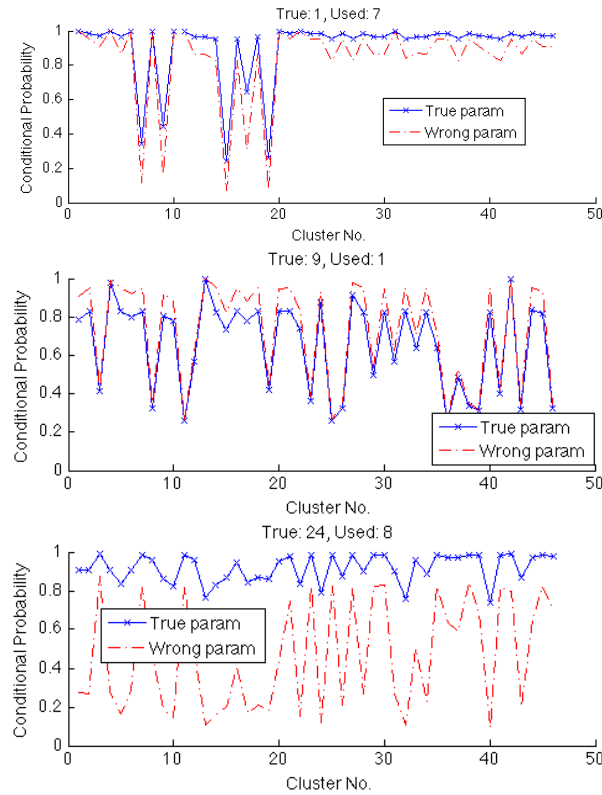 True: 1, Used: 7
Conditional Probability
1
0.8
0.6
0.4
0.2
0
True param
Wrong param
0 10 20 30 40 50
Cluster No.
True: 9, Used: 1
Conditional Probability
1
0.8
0.6
0.4
0.2
0
True param
Wrong param
0 10 20 30 40 50
Cluster No.
True: 24, Used: 8
Conditional Probability
1
0.8
0.6
0.4
0.2
0
True param
Wrong param
0 10 20 30 40 50
Cluster No.